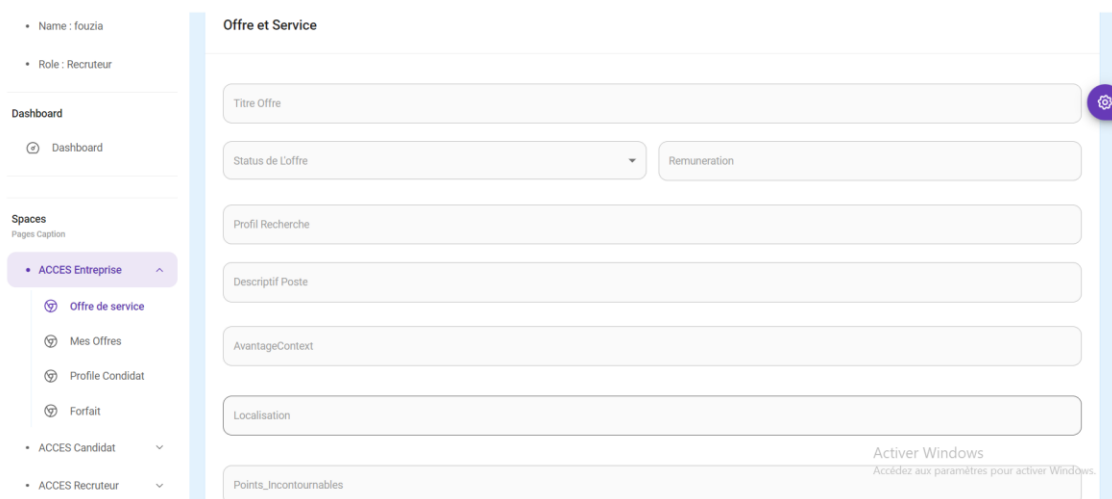 Name : fouzia
Role : Recruteur
Dashboard
Dashboard
Spaces
Pages Caption
ACCES Entreprise
Offre de service
Mes Offres
Profile Condidat
Forfait
ACCES Candidat
ACCES Recruteur
Offre et Service
Titre Offre
Status de L'offre
Remuneration
Profil Recherche
Descriptif Poste
AvantageContext
Localisation
Points_Incontournables
Activer Windows
Accédez aux paramètres pour activer Windows.